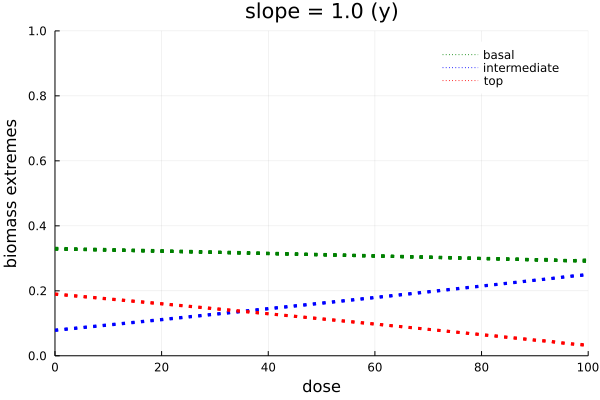 slope = 1.0 (y)
biomass extremes
1.0
0.8
0.6
0.4
0.2
0.0
basal
intermediate
top
0 20 40 60 80 100
dose